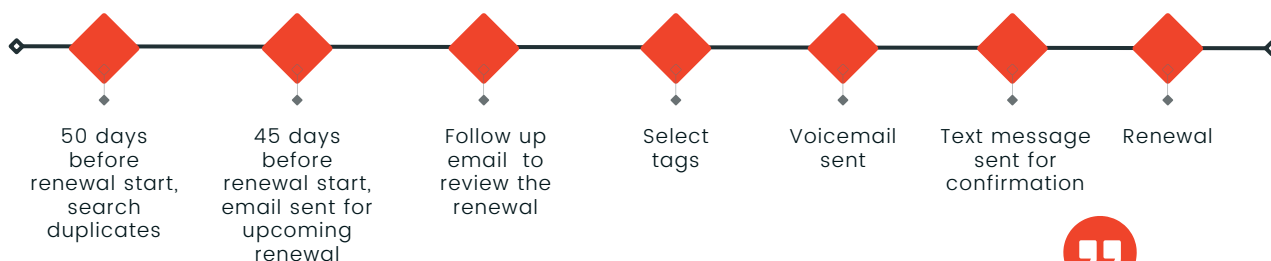 50 days
before
renewal start,
search
duplicates
45 days
before
renewal start,
email sent for
upcoming
renewal
Follow up
email  to
review the
renewal
Select
tags
Voicemail
sent
Text message
sent for
confirmation
Renewal